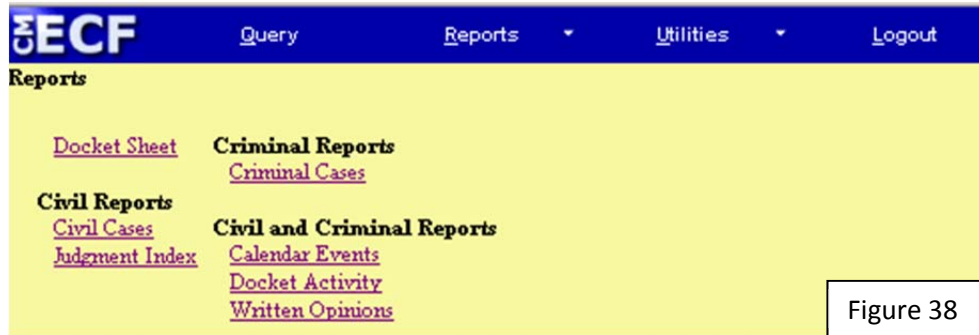 CM ECF Query Reports Utilities Logout
Reports
Docket Sheet
Civil Reports
Civil Cases
Judgment Index
Criminal Reports
Criminal Cases
Civil and Criminal Reports
Calendar Events
Docket Activity
Written Opinions
Figure 38